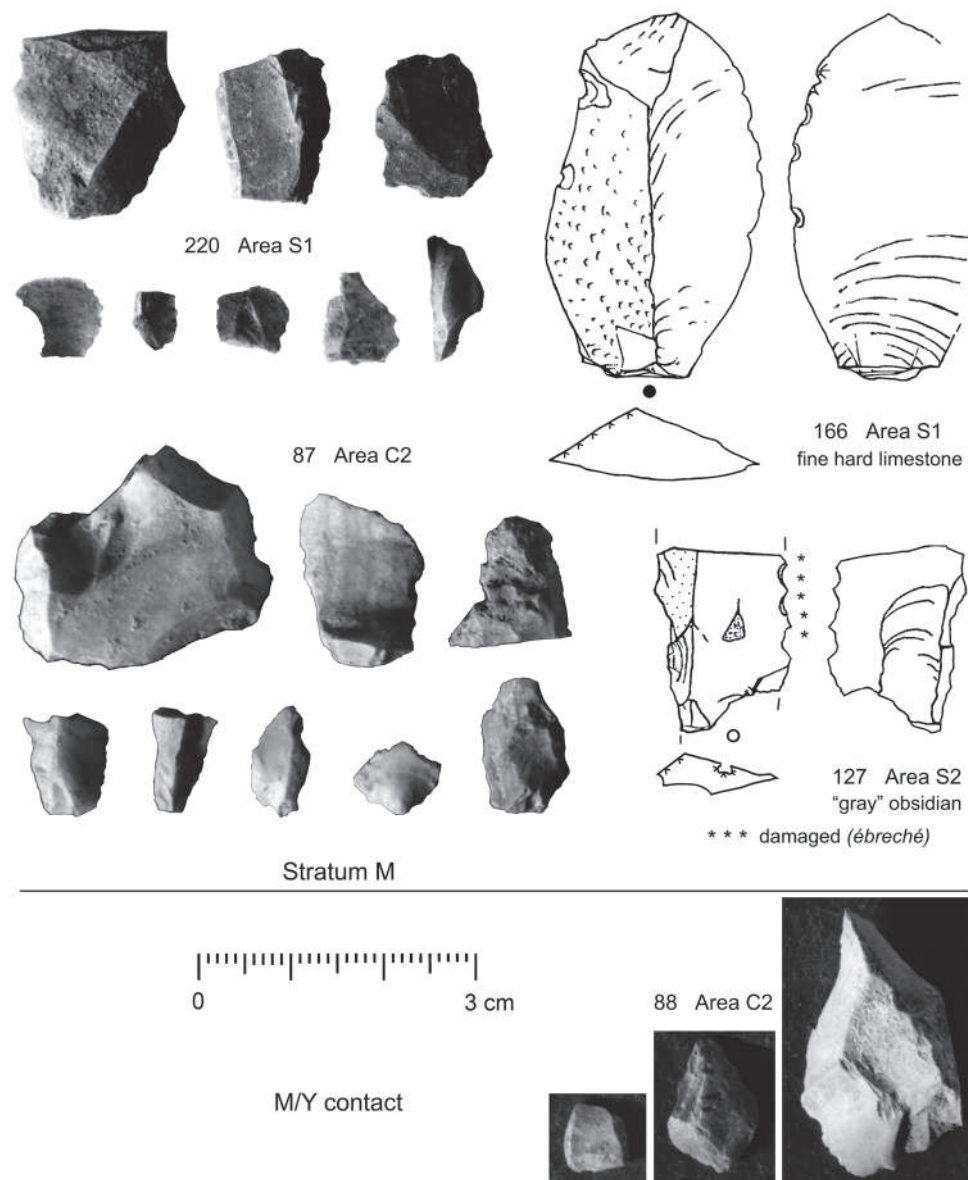 220 Area S1
166 Area S1
fine hard limestone
87 Area C2
127 Area S2
"gray" obsidian
* * * damaged (ébreché)
Stratum M
0 3 cm
88 Area C2
M/Y contact